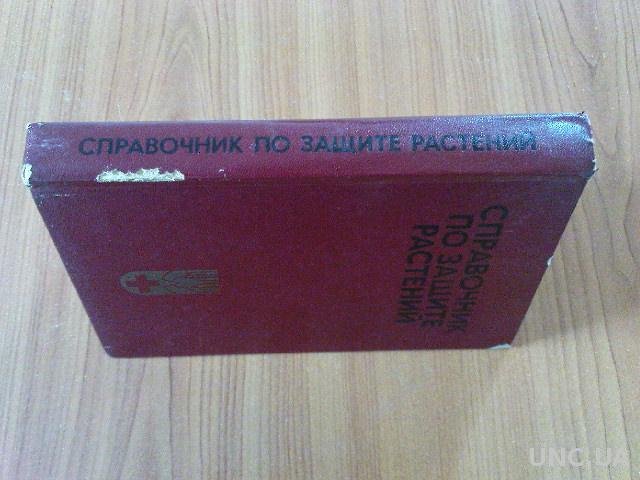 СПРАВОЧНИК ПО ЗАЩИТЕ РАСТЕНИЙ
СПРАВОЧНИК
ПО ЗАЩИТЕ
РАСТЕНИЙ
UNC.UA